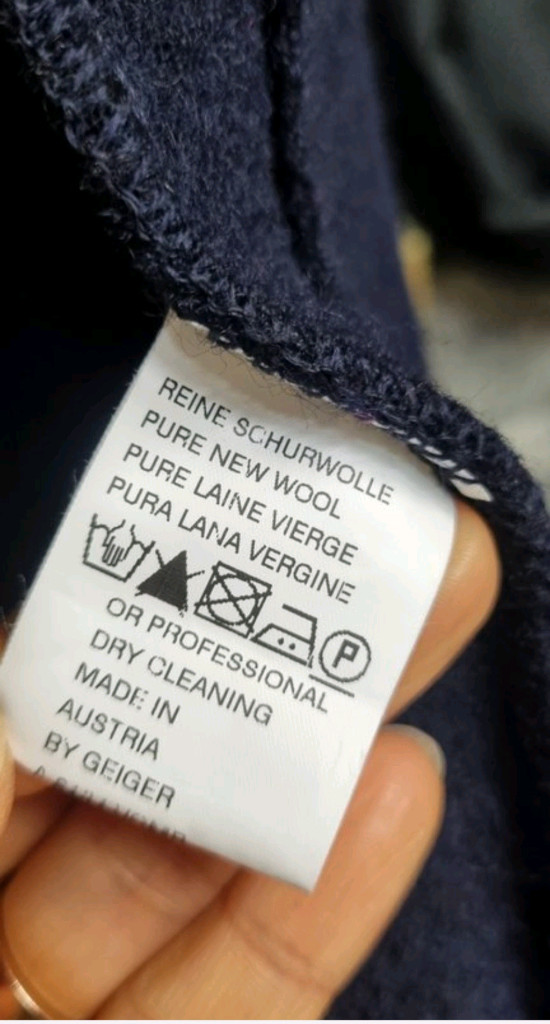 REINE SCHURWOLLE
PURE NEW WOOL
PURE LAINE VIERGE
PURA LANA VERGINE
P
OR PROFESSIONAL
DRY CLEANING
MADE IN
AUSTRIA
BY GEIGER